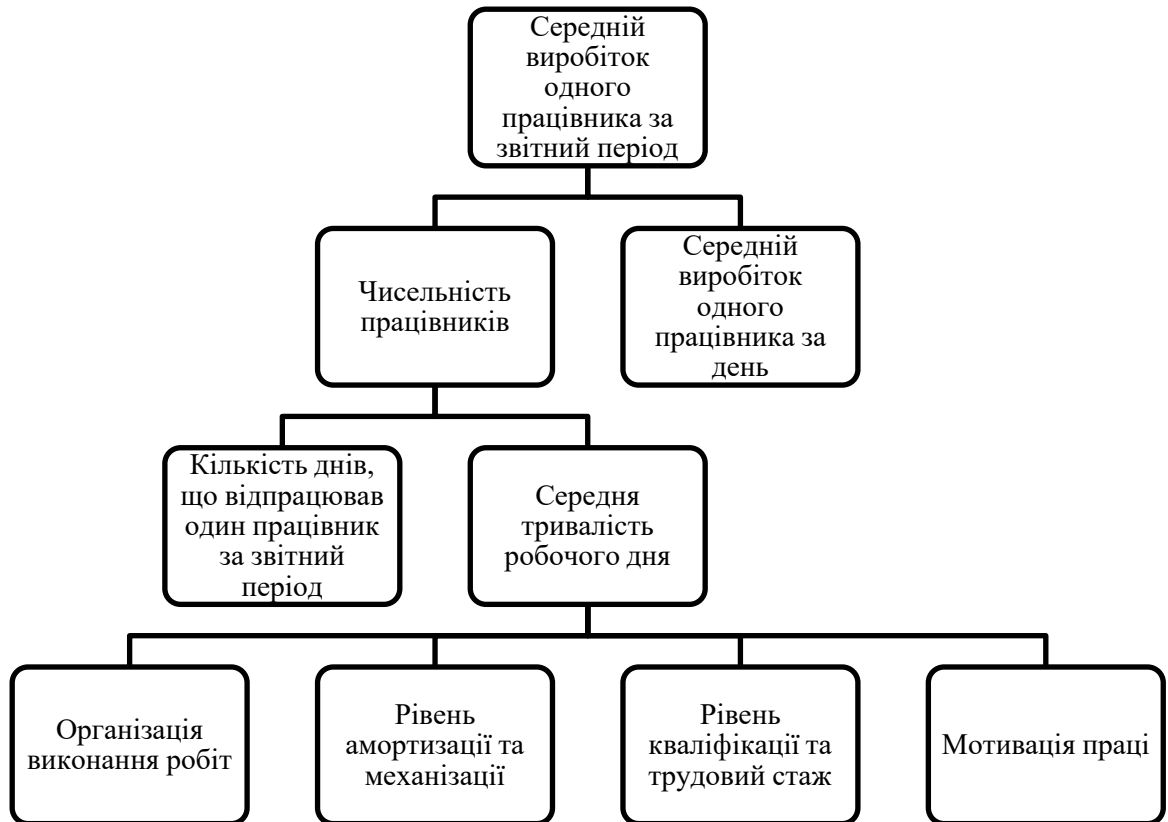 Середній
виробіток
одного
працівника за
звітний період
Чисельність
працівників
Середній
виробіток
одного
працівника за
день
Кількість днів,
що відпрацював
один працівник
за звітний
період
Середня
тривалість
робочого дня
Організація
виконання робіт
Рівень
амортизації та
механізації
Рівень
кваліфікації та
трудовий стаж
Мотивація праці